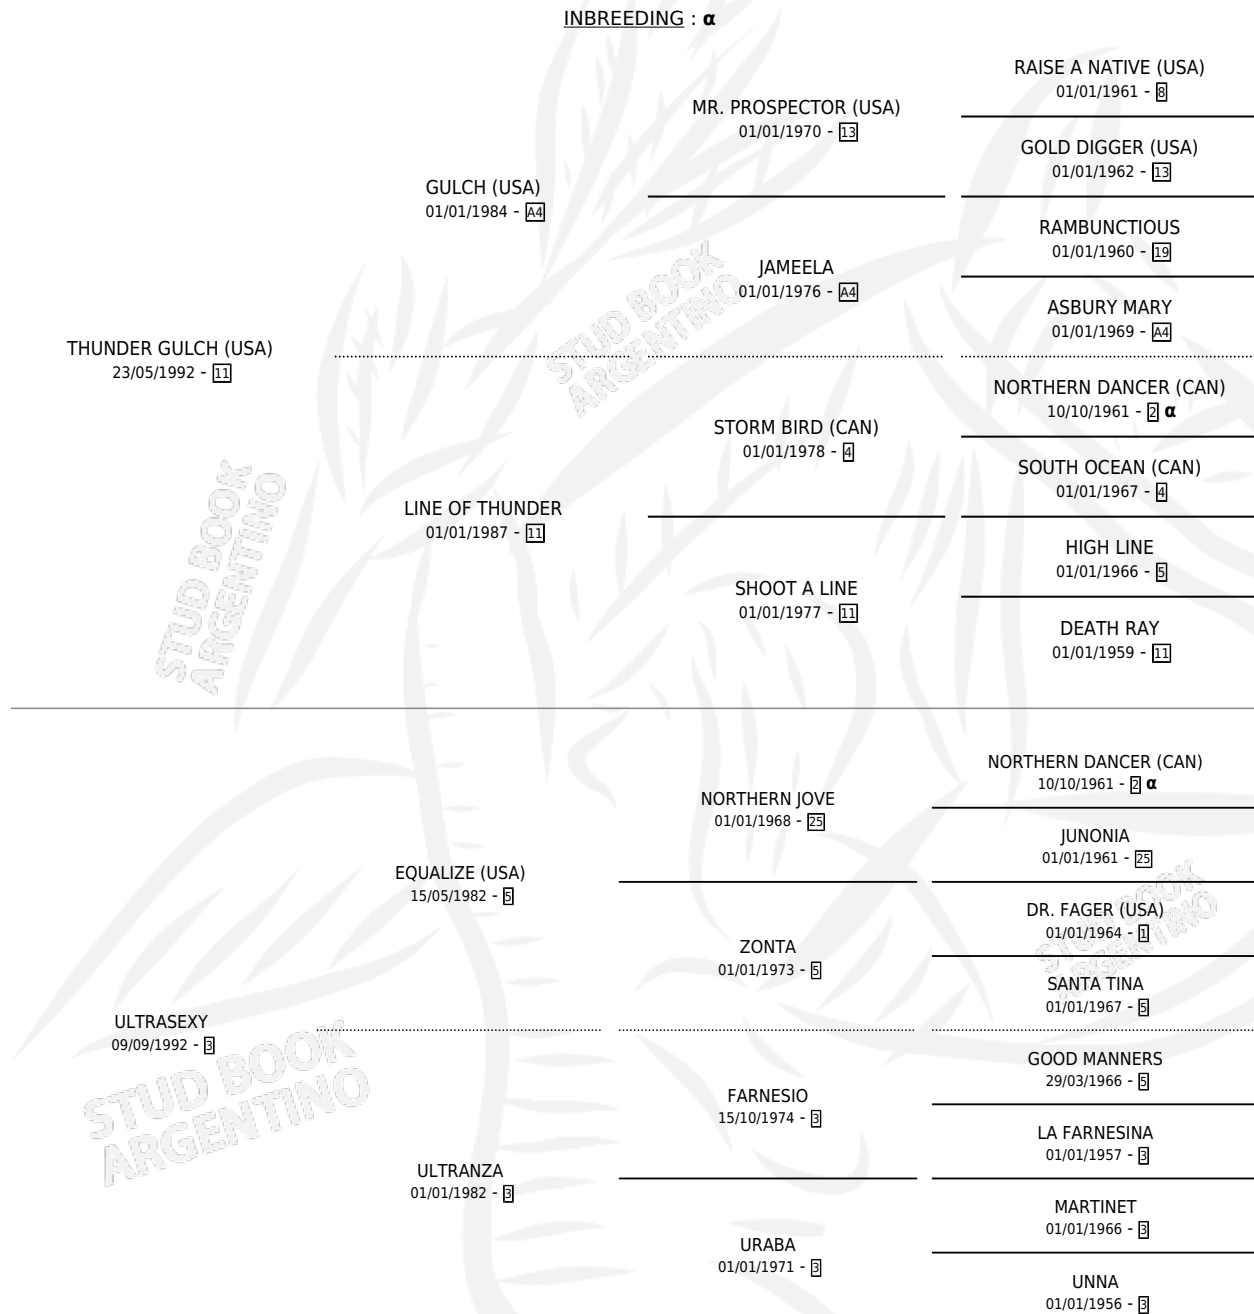 INBREEDING : α
RAISE A NATIVE (USA)
01/01/1961 - 8
MR. PROSPECTOR (USA)
01/01/1970 - 13
GOLD DIGGER (USA)
01/01/1962 - 13
GULCH (USA)
01/01/1984 - A4
RAMBUNCTIOUS
01/01/1960 - 19
JAMEELA
01/01/1976 - A4
ASBURY MARY
01/01/1969 - A4
THUNDER GULCH (USA)
23/05/1992 - 11
NORTHERN DANCER (CAN)
10/10/1961 - 2 α
STORM BIRD (CAN)
01/01/1978 - 4
SOUTH OCEAN (CAN)
01/01/1967 - 4
LINE OF THUNDER
01/01/1987 - 11
HIGH LINE
01/01/1966 - 5
SHOOT A LINE
01/01/1977 - 11
DEATH RAY
01/01/1959 - 11
NORTHERN DANCER (CAN)
10/10/1961 - 2 α
NORTHERN JOVE
01/01/1968 - 25
JUNONIA
01/01/1961 - 25
EQUALIZE (USA)
15/05/1982 - 5
DR. FAGER (USA)
01/01/1964 - 1
ZONTA
01/01/1973 - 5
SANTA TINA
01/01/1967 - 5
ULTRASEXY
09/09/1992 - 3
GOOD MANNERS
29/03/1966 - 5
FARNESIO
15/10/1974 - 3
LA FARNESINA
01/01/1957 - 3
ULTRANZA
01/01/1982 - 3
MARTINET
01/01/1966 - 3
URABA
01/01/1971 - 3
UNNA
01/01/1956 - 3
STUD BOOK
ARGENTINO
STUD BOOK
ARGENTINO
STUD BOOK
ARGENTINO
STUD BOOK
ARGENTINO